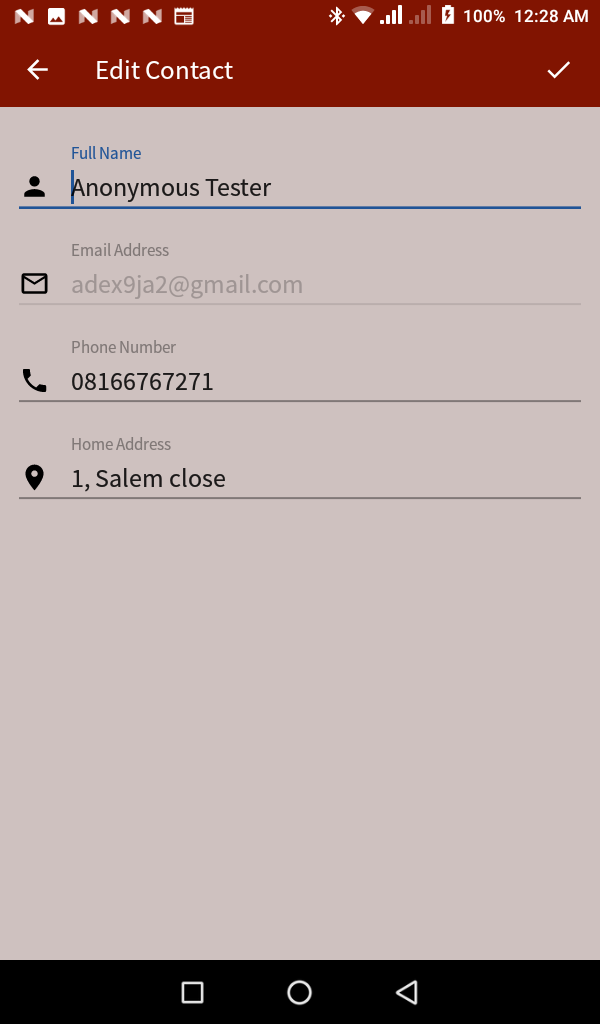 100% 12:28 AM
Edit Contact
Full Name
Anonymous Tester
Email Address
adex9ja2@gmail.com
Phone Number
08166767271
Home Address
1, Salem close